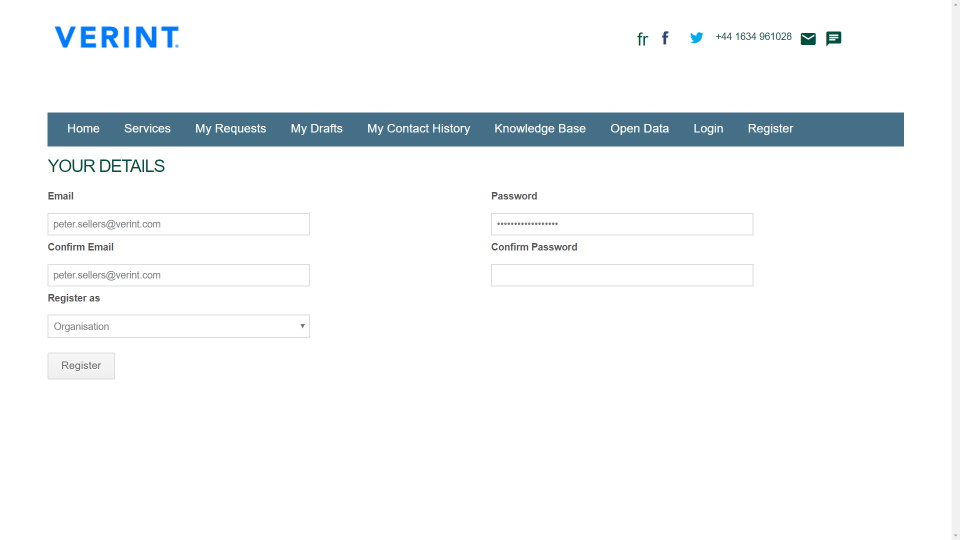 VERINT
fr f +44 1634 961028
Home Services My Requests My Drafts My Contact History Knowledge Base Open Data Login Register
YOUR DETAILS
Email Password
peter.sellers@verint.com •••••••••••••••••
Confirm Email Confirm Password
peter.sellers@verint.com
Register as
Organisation
Register